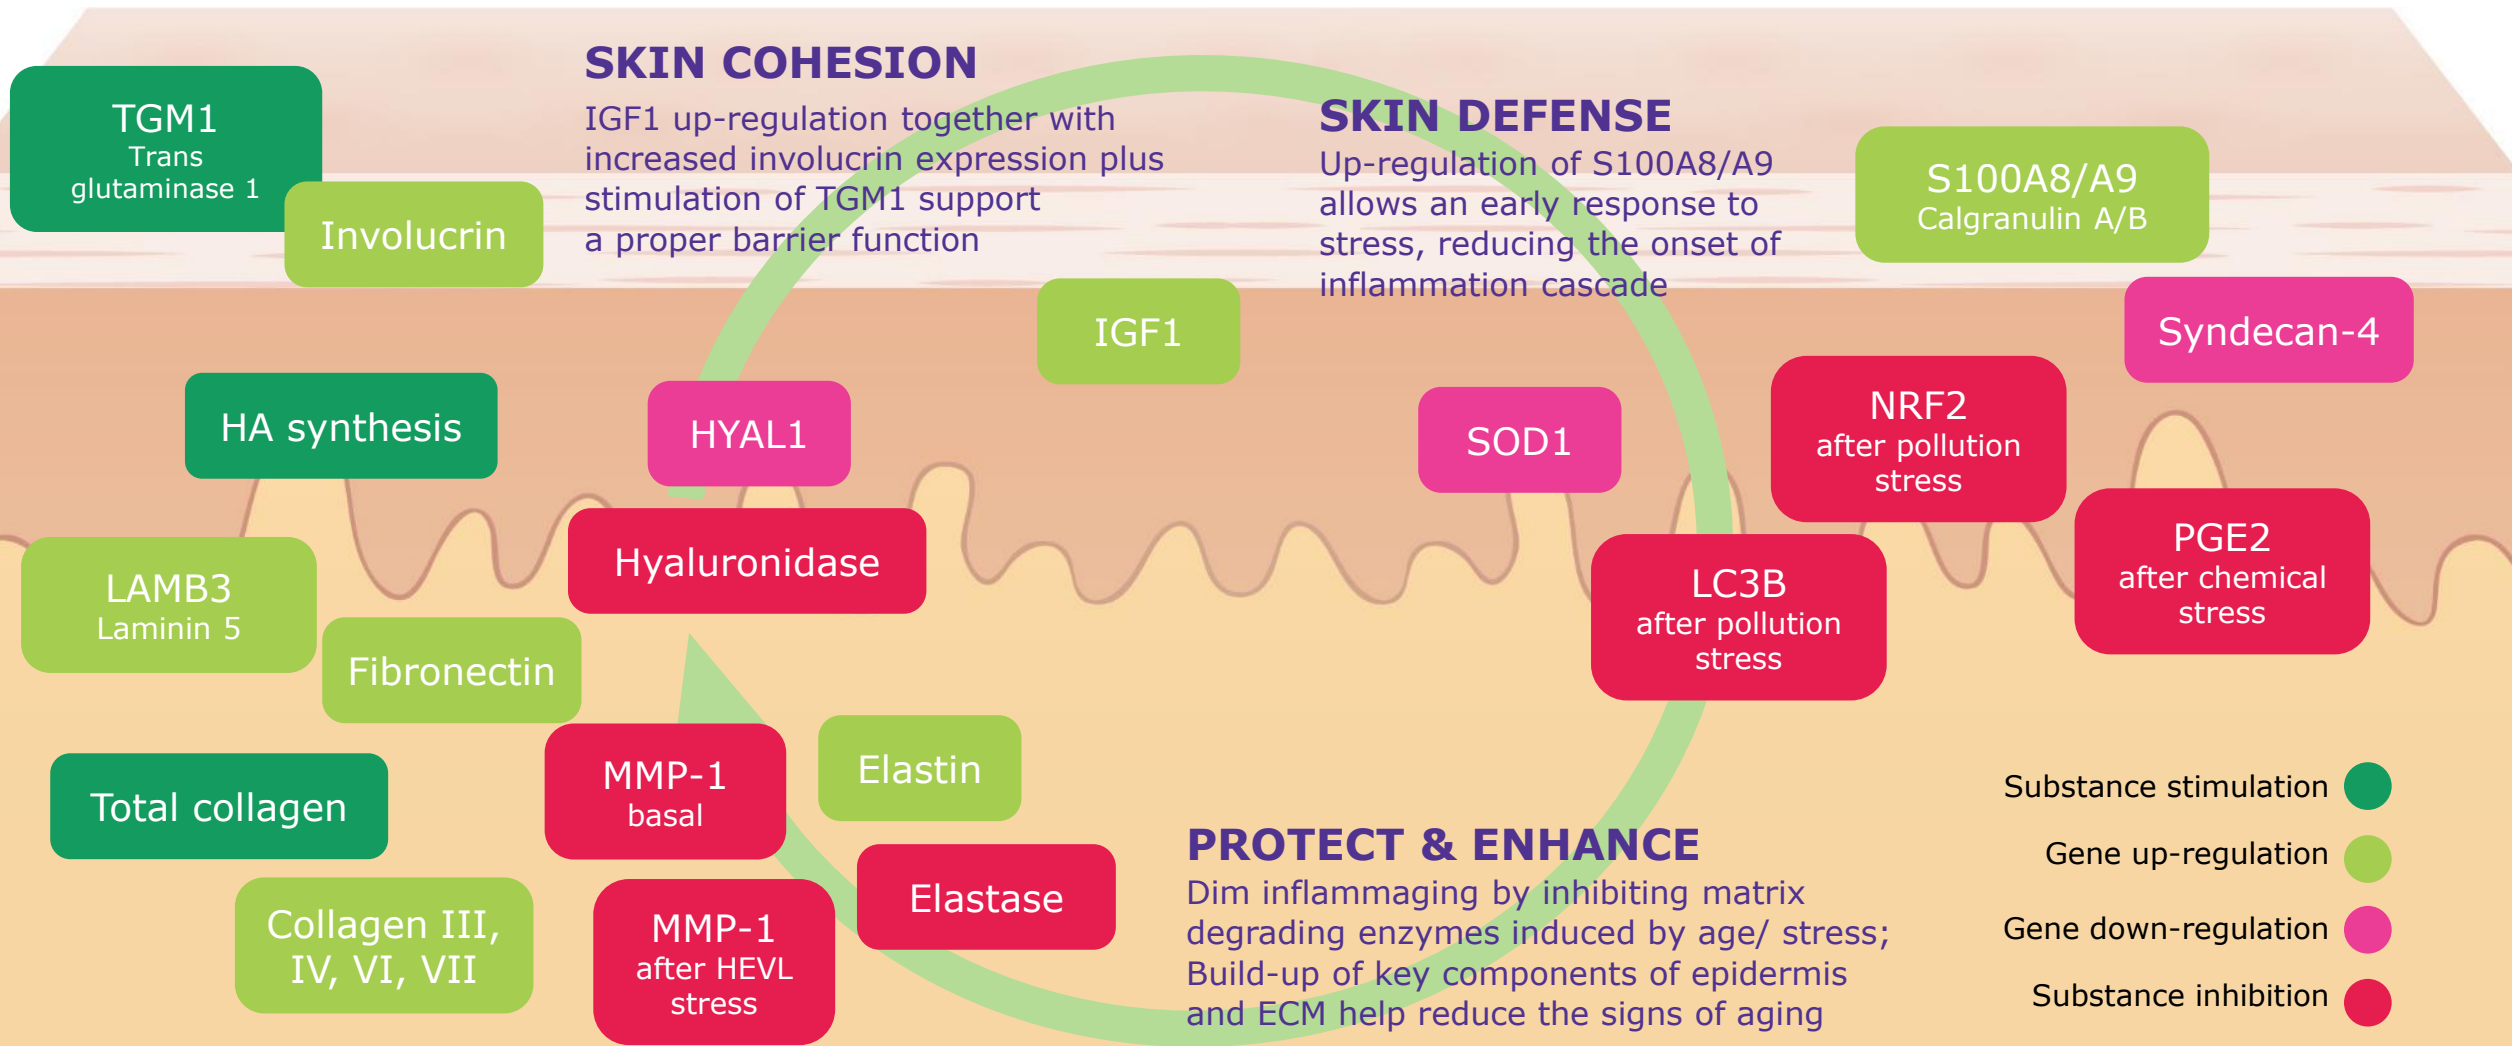 SKIN COHESION
IGF1 up-regulation together with
increased involucrin expression plus
stimulation of TGM1 support
a proper barrier function
SKIN DEFENSE
Up-regulation of S100A8/A9
allows an early response to
stress, reducing the onset of
inflammation cascade
TGM1
Trans
glutaminase 1
Involucrin
S100A8/A9
Calgranulin A/B
IGF1
Syndecan-4
HA synthesis
HYAL1
SOD1
NRF2
after pollution
stress
Hyaluronidase
LAMB3
Laminin 5
Fibronectin
LC3B
after pollution
stress
PGE2
after chemical
stress
Total collagen
MMP-1
basal
Elastin
Elastase
Collagen III,
IV, VI, VII
MMP-1
after HEVL
stress
PROTECT & ENHANCE
Dim inflammaging by inhibiting matrix
degrading enzymes induced by age/ stress;
Build-up of key components of epidermis
and ECM help reduce the signs of aging
Substance stimulation
Gene up-regulation
Gene down-regulation
Substance inhibition